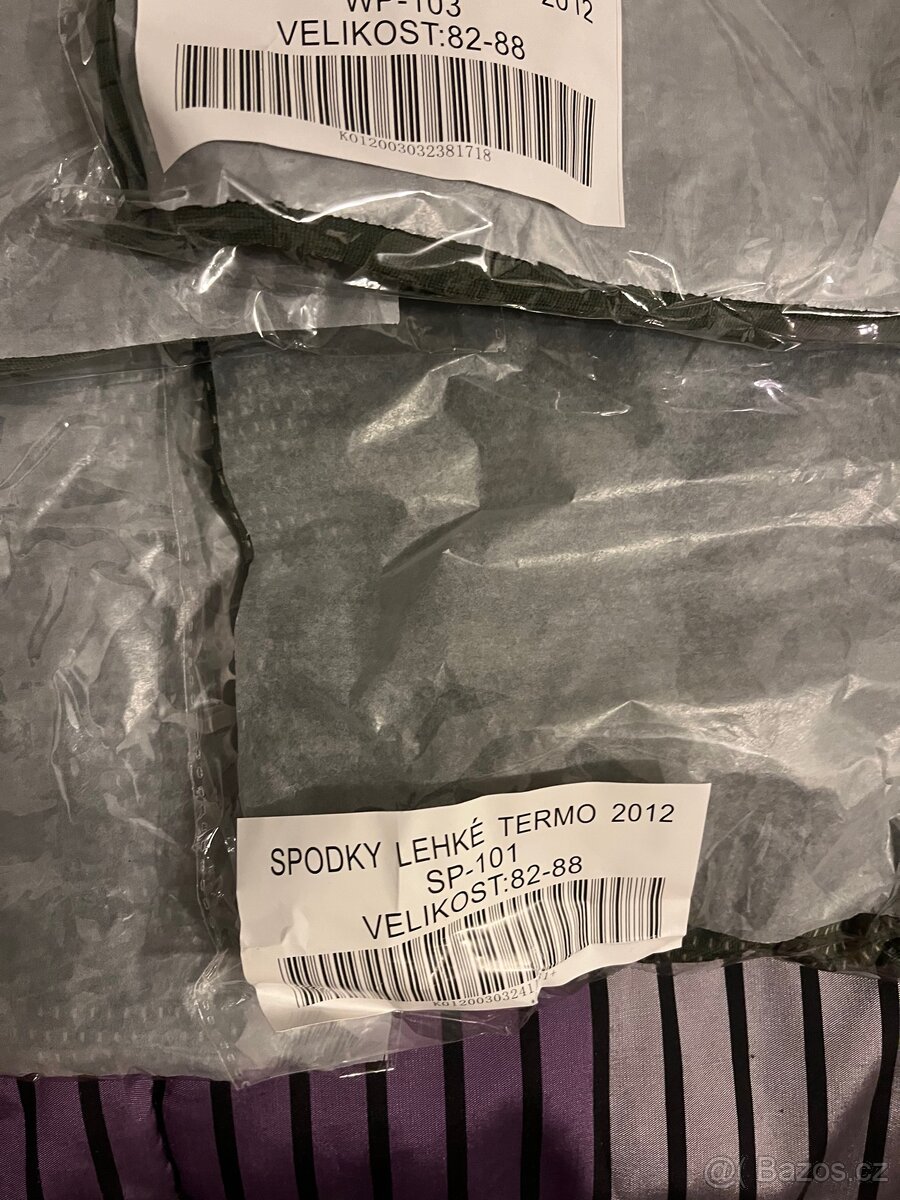 WP-103 2012
VELIKOST:82-88
K012003032381718
SPODKY LEHKÉ TERMO 2012
SP-101
VELIKOST:82-88
@( Bazos.cz